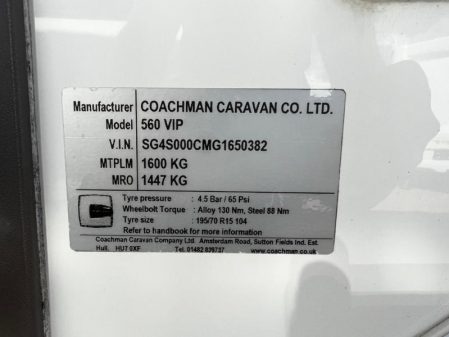 Manufacturer COACHMAN CARAVAN CO. LTD.
Model 560 VIP
V.I.N. SG4S000CMG1650382
MTPLM 1600 KG
MRO 1447 KG
Tyre pressure : 4.5 Bar / 65 Psi
Wheelbolt Torque : Alloy 130 Nm, Steel 88 Nm
Tyre size : 195/70 R15 104
Refer to handbook for more information
Coachman Caravan Company Ltd. Amsterdam Road, Sutton Fields Ind. Est.
Hull. HU7 0XF Tel. 01482 839737 www.coachman.co.uk